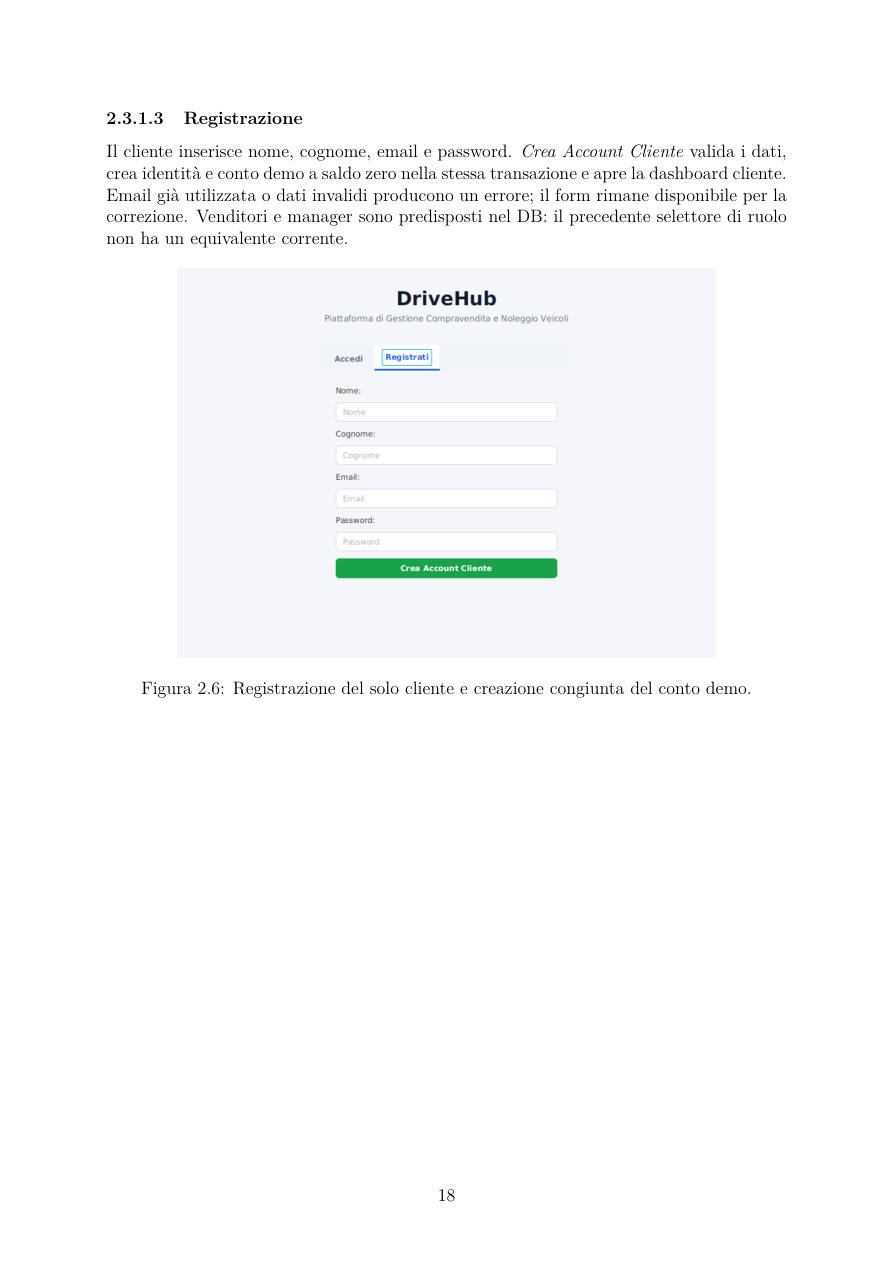 2.3.1.3 Registrazione
Il cliente inserisce nome, cognome, email e password. Crea Account Cliente valida i dati,
crea identità e conto demo a saldo zero nella stessa transazione e apre la dashboard cliente.
Email già utilizzata o dati invalidi producono un errore; il form rimane disponibile per la
correzione. Venditori e manager sono predisposti nel DB: il precedente selettore di ruolo
non ha un equivalente corrente.
DriveHub
Piattaforma di Gestione Compravendita e Noleggio Veicoli
Accedi Registrati
Nome:
Nome
Cognome:
Cognome
Email:
Email
Password:
Password
Crea Account Cliente
Figura 2.6: Registrazione del solo cliente e creazione congiunta del conto demo.
18